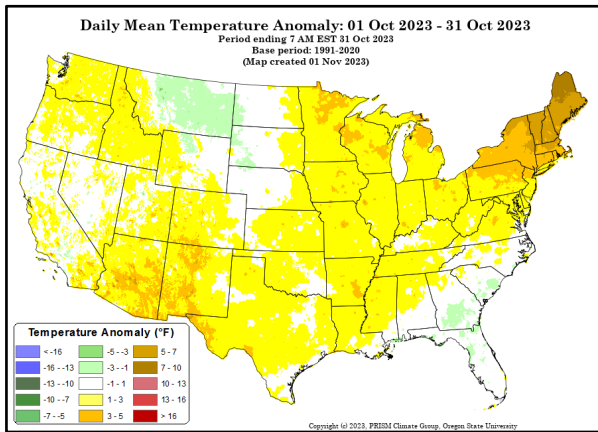 Daily Mean Temperature Anomaly: 01 Oct 2023 - 31 Oct 2023
Period ending 7 AM EST 31 Oct 2023
Base period: 1991-2020
(Map created 01 Nov 2023)
Temperature Anomaly (°F)
< -16
-5 - -3
5 - 7
-16 - -13
-3 - -1
7 - 10
-13 - -10
-1 - 1
10 - 13
-10 - -7
1 - 3
13 - 16
-7 - -5
3 - 5
> 16
Copyright (c) 2023, PRISM Climate Group, Oregon State University